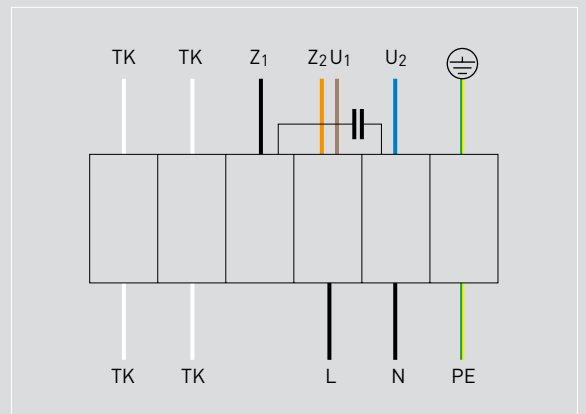 TK TK Z₁ Z₂ U₁ U₂
TK TK L N PE